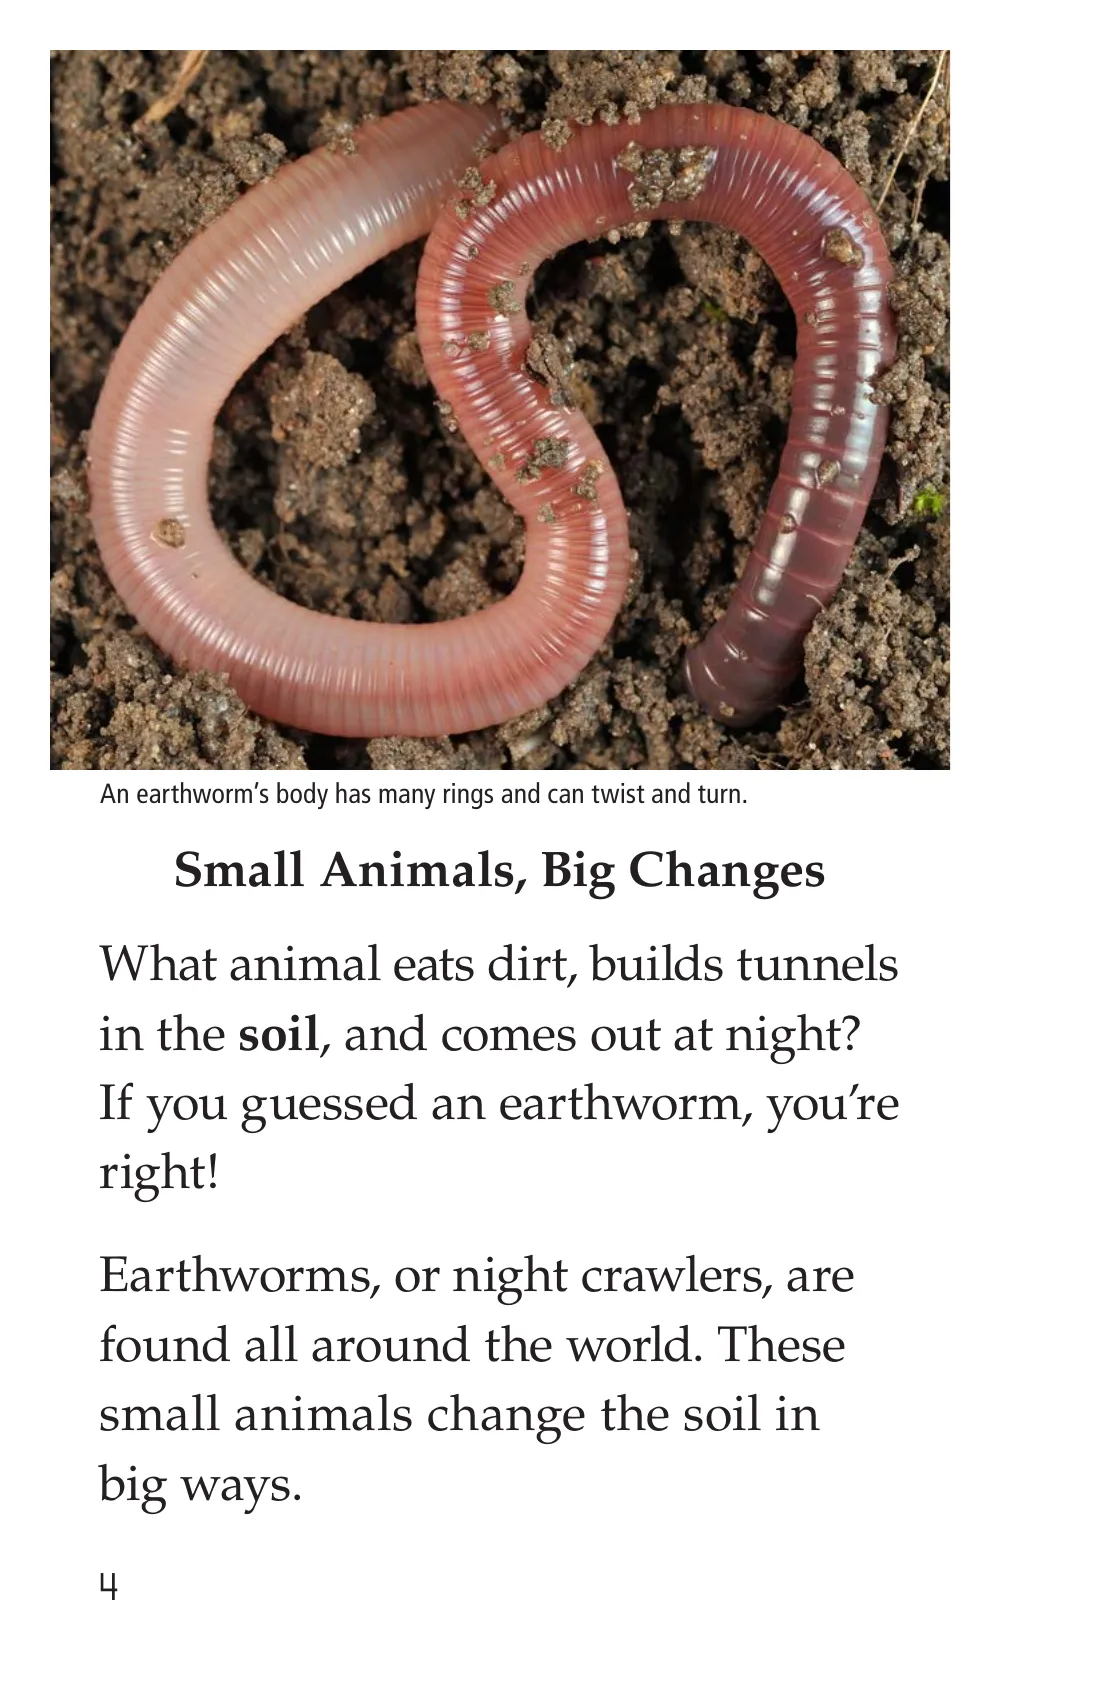 An earthworm’s body has many rings and can twist and turn.
Small Animals, Big Changes
What animal eats dirt, builds tunnels
in the soil, and comes out at night?
If you guessed an earthworm, you’re
right!
Earthworms, or night crawlers, are
found all around the world. These
small animals change the soil in
big ways.
4